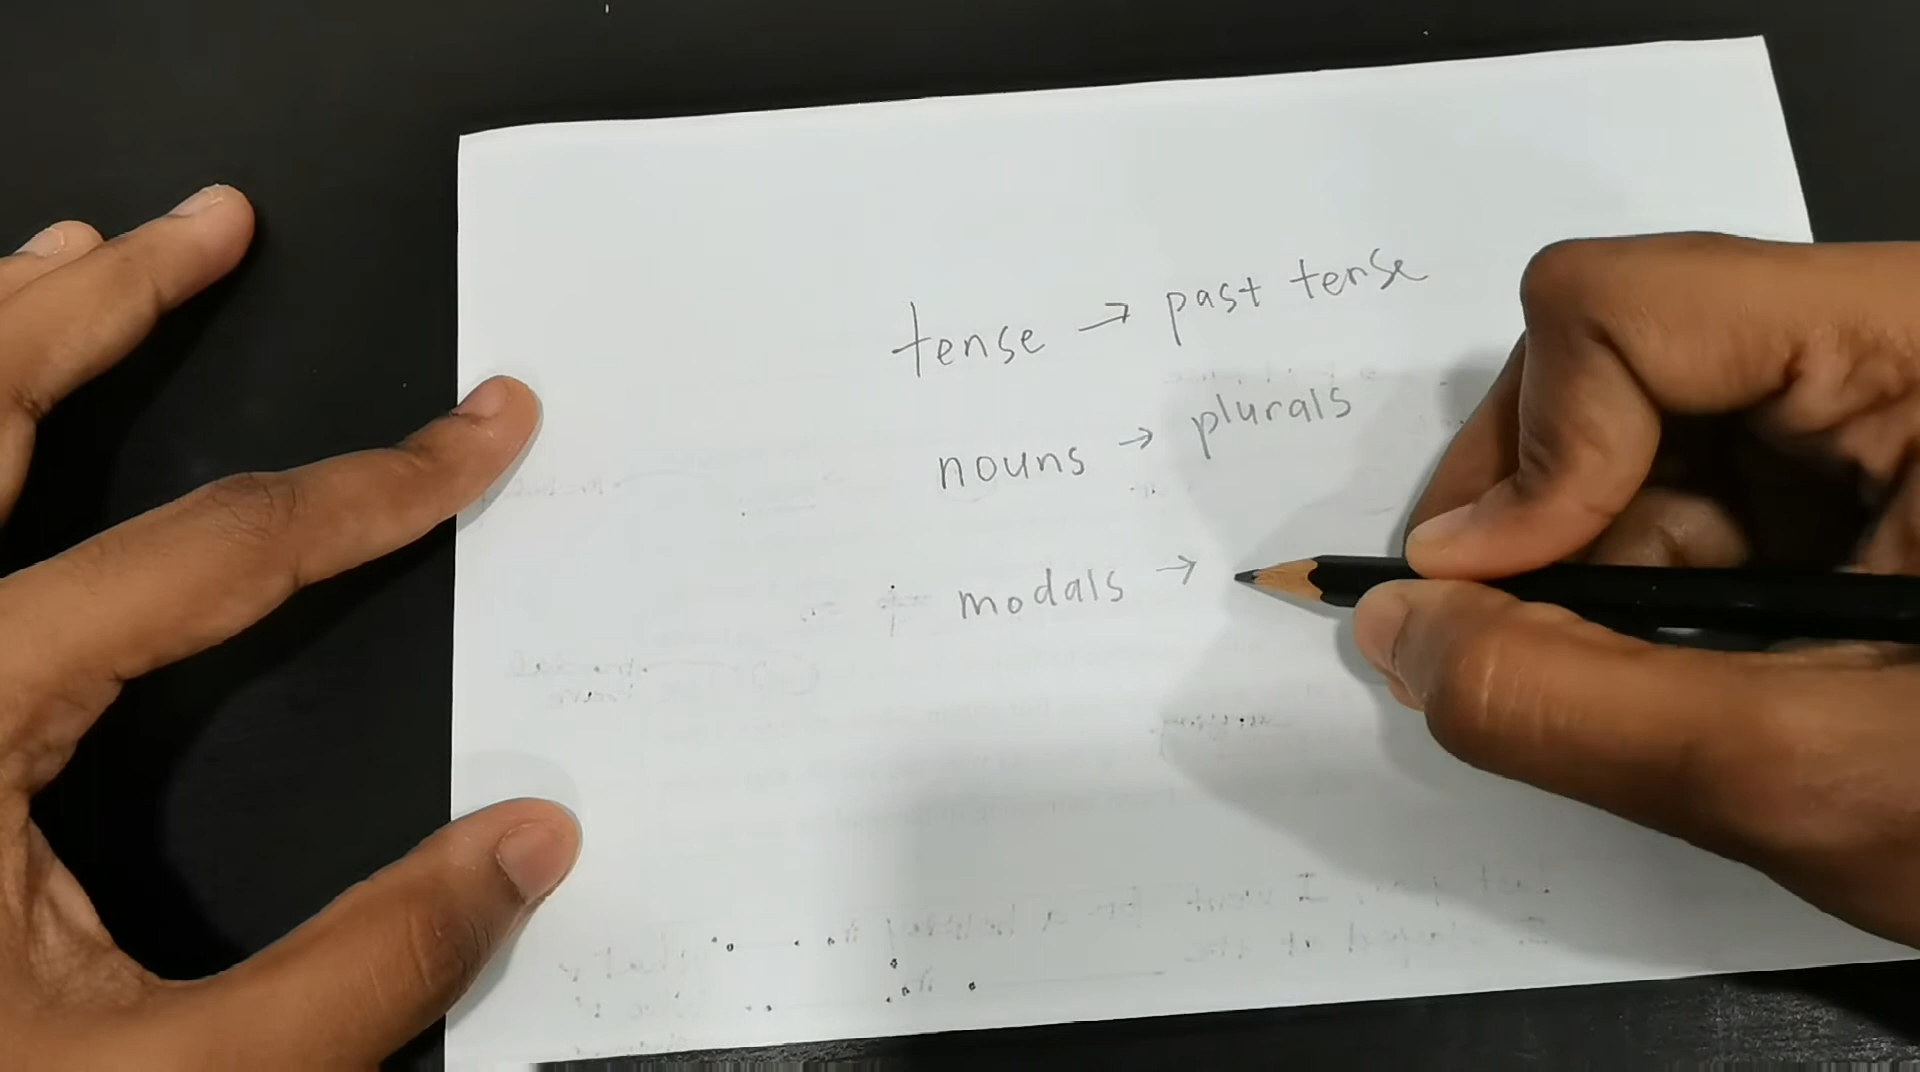 tense → past tense
nouns → plurals
modals →